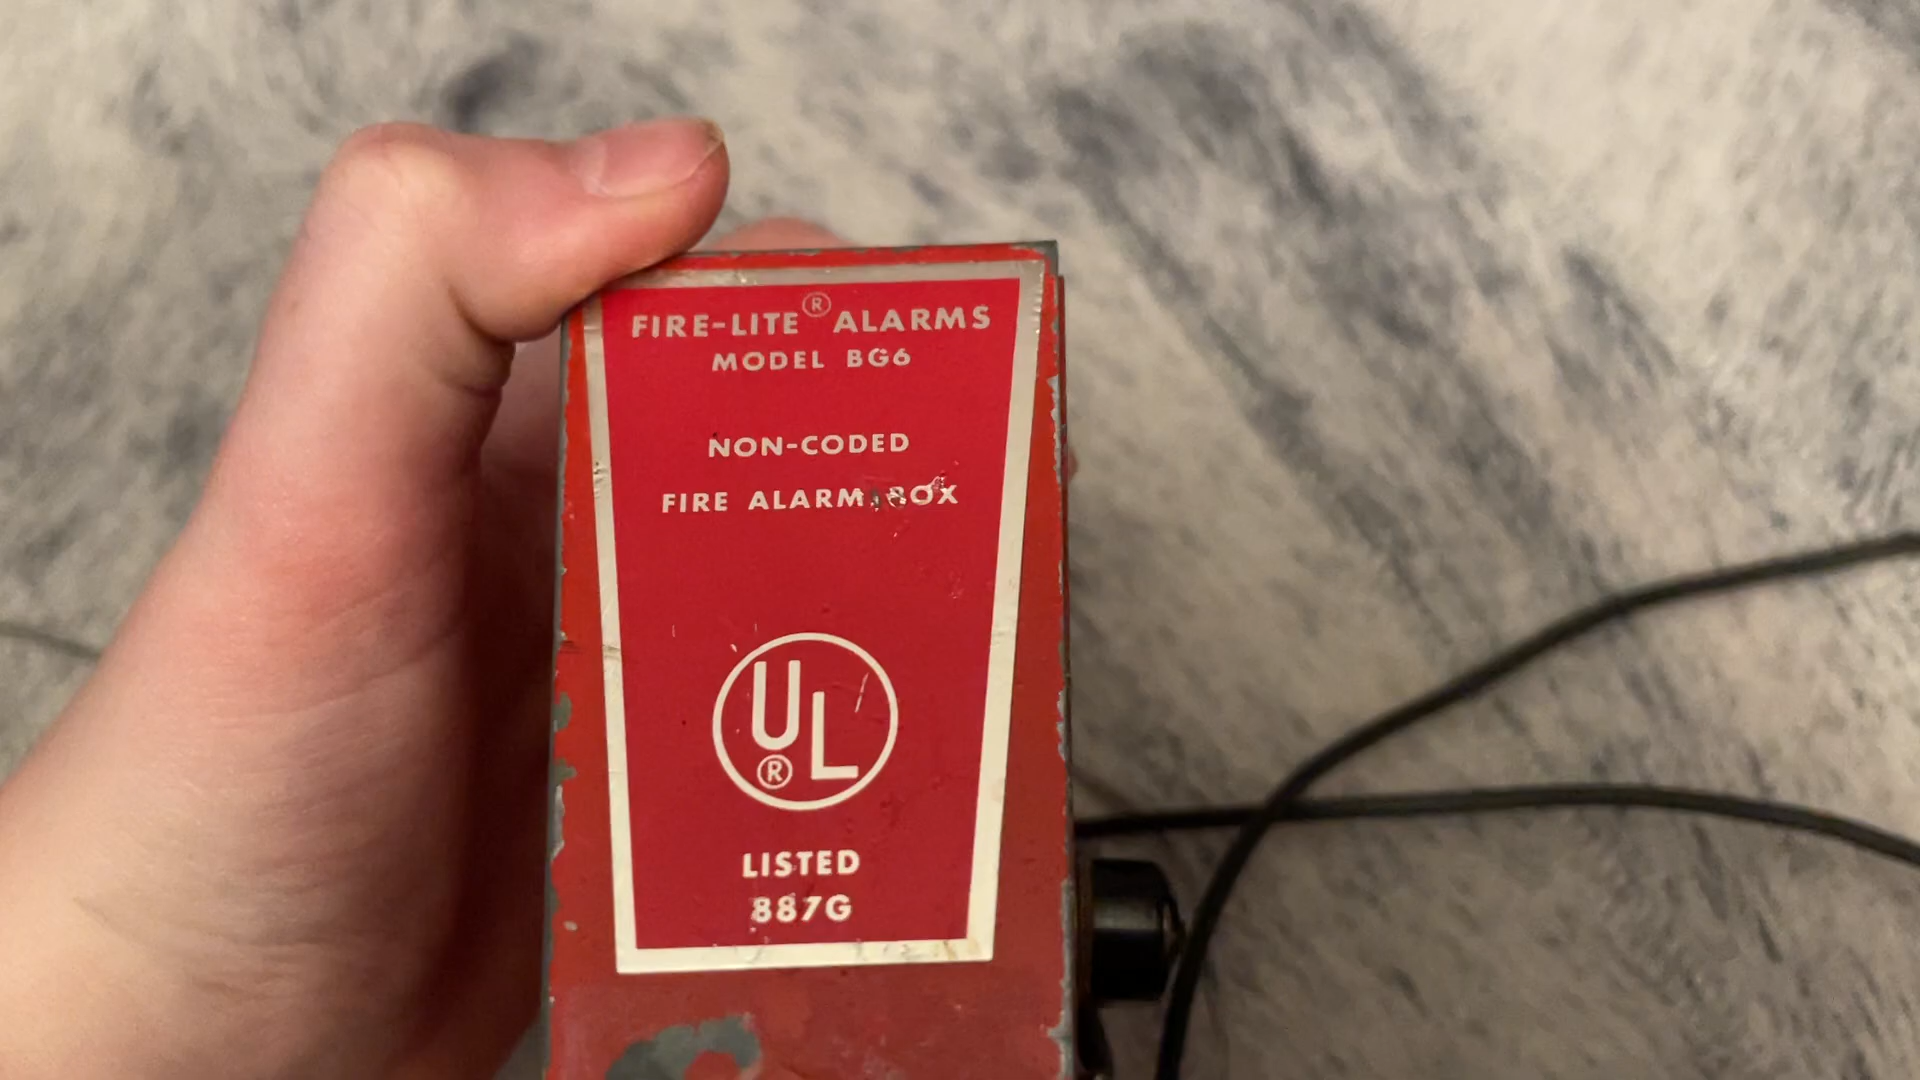 FIRE-LITE® ALARMS
MODEL BG6
NON-CODED
FIRE ALARM BOX
UL
®
LISTED
887G